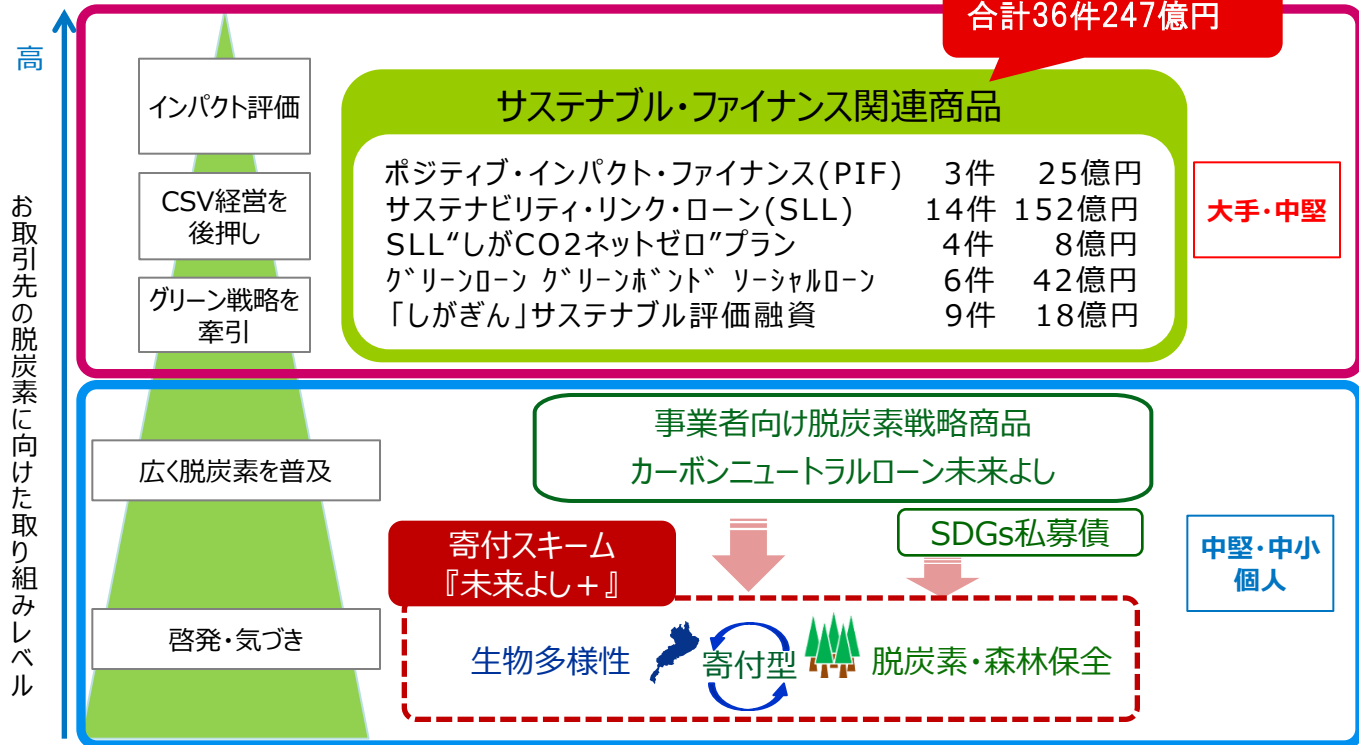 合計36件247億円
高
お取引先の脱炭素に向けた取り組みレベル
インパクト評価
CSV経営を
後押し
グリーン戦略を
牽引
サステナブル・ファイナンス関連商品
ポジティブ・インパクト・ファイナンス(PIF) 3件 25億円
サステナビリティ・リンク・ローン(SLL) 14件 152億円
SLL“しがCO2ネットゼロ”プラン 4件 8億円
グリーンローン グリーンボンド ソーシャルローン 6件 42億円
「しがぎん」サステナブル評価融資 9件 18億円
大手・中堅
広く脱炭素を普及
啓発・気づき
事業者向け脱炭素戦略商品
カーボンニュートラルローン未来よし
SDGs私募債
寄付スキーム
『未来よし+』
生物多様性 寄付型 脱炭素・森林保全
中堅・中小
個人